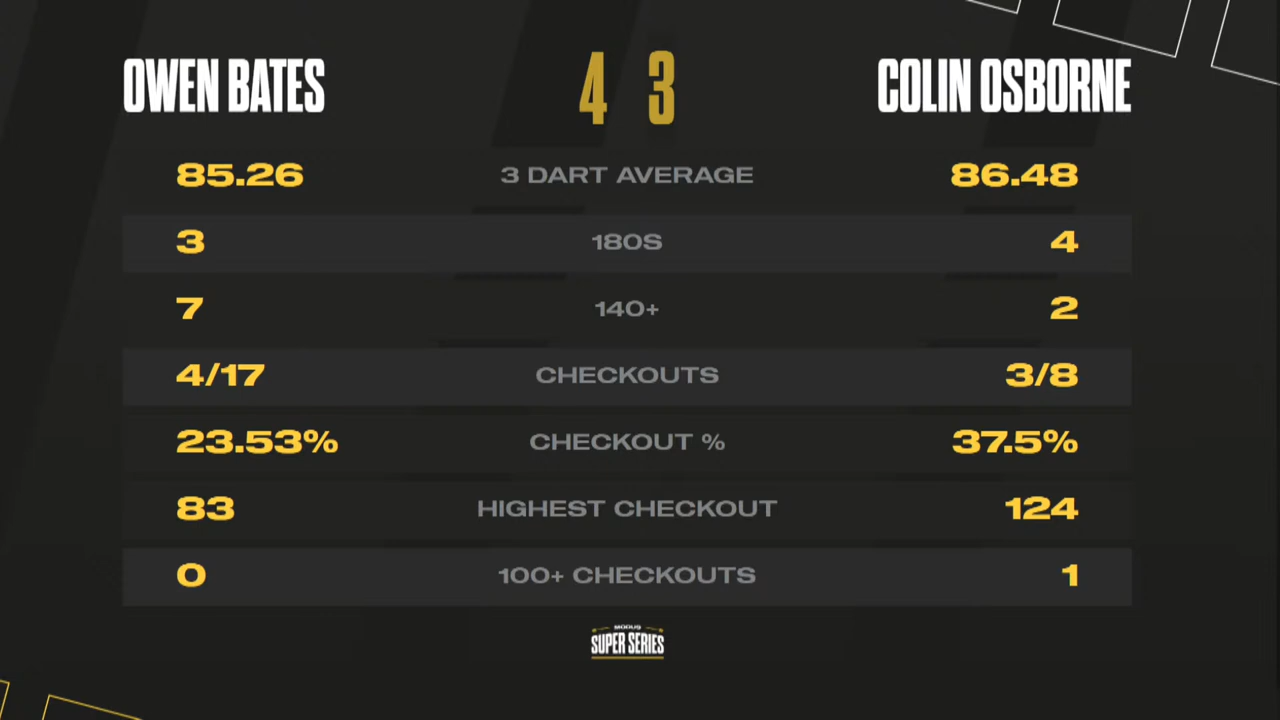 OWEN BATES 4 3 COLIN OSBORNE
85.26 3 DART AVERAGE 86.48
3 180S 4
7 140+ 2
4/17 CHECKOUTS 3/8
23.53% CHECKOUT % 37.5%
83 HIGHEST CHECKOUT 124
0 100+ CHECKOUTS 1
MODUS
SUPER SERIES